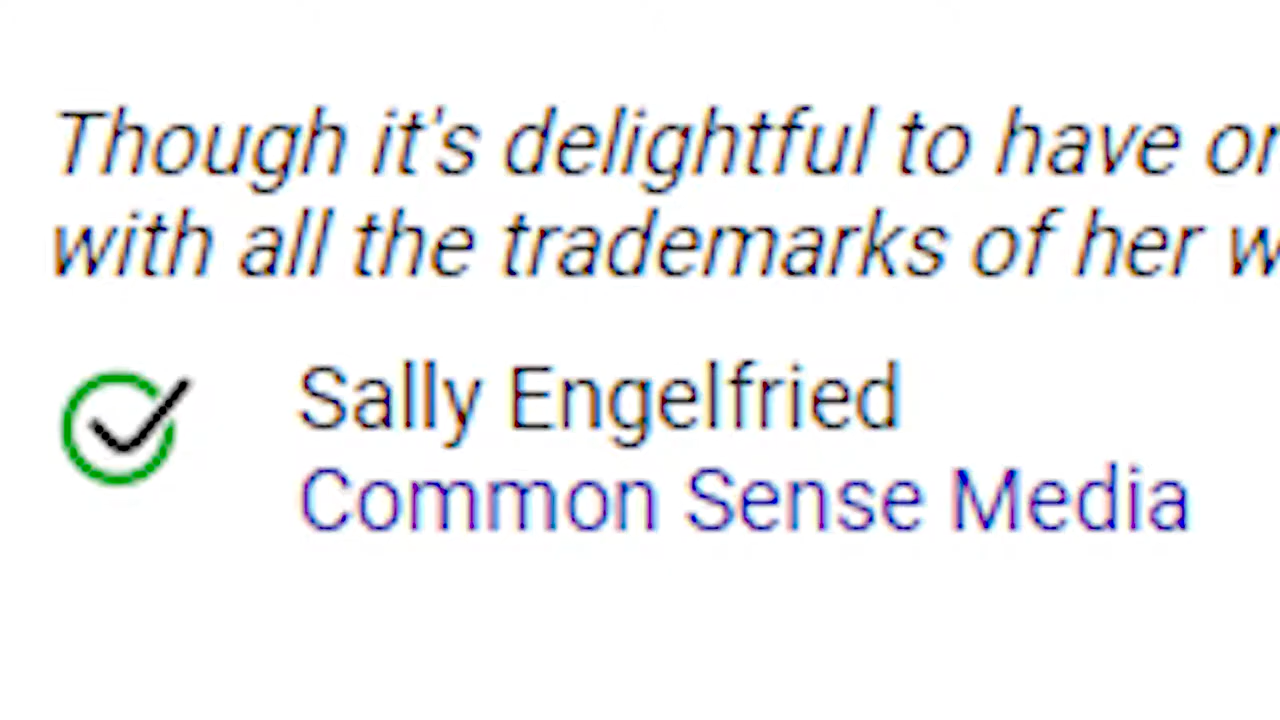 Though it's delightful to have
with all the trademarks of her
Sally Engelfried
Common Sense Media